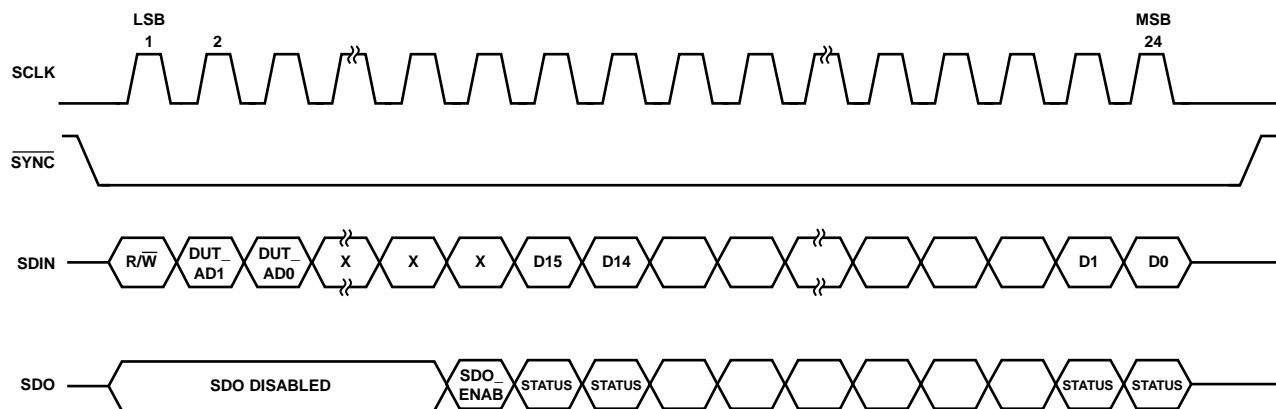 LSB MSB
1 2 24
SCLK
SYNC
R/W DUT_ AD1 DUT_ AD0 X X X D15 D14 D1 D0
SDIN
SDO SDO DISABLED SDO_ ENAB STATUS STATUS STATUS STATUS